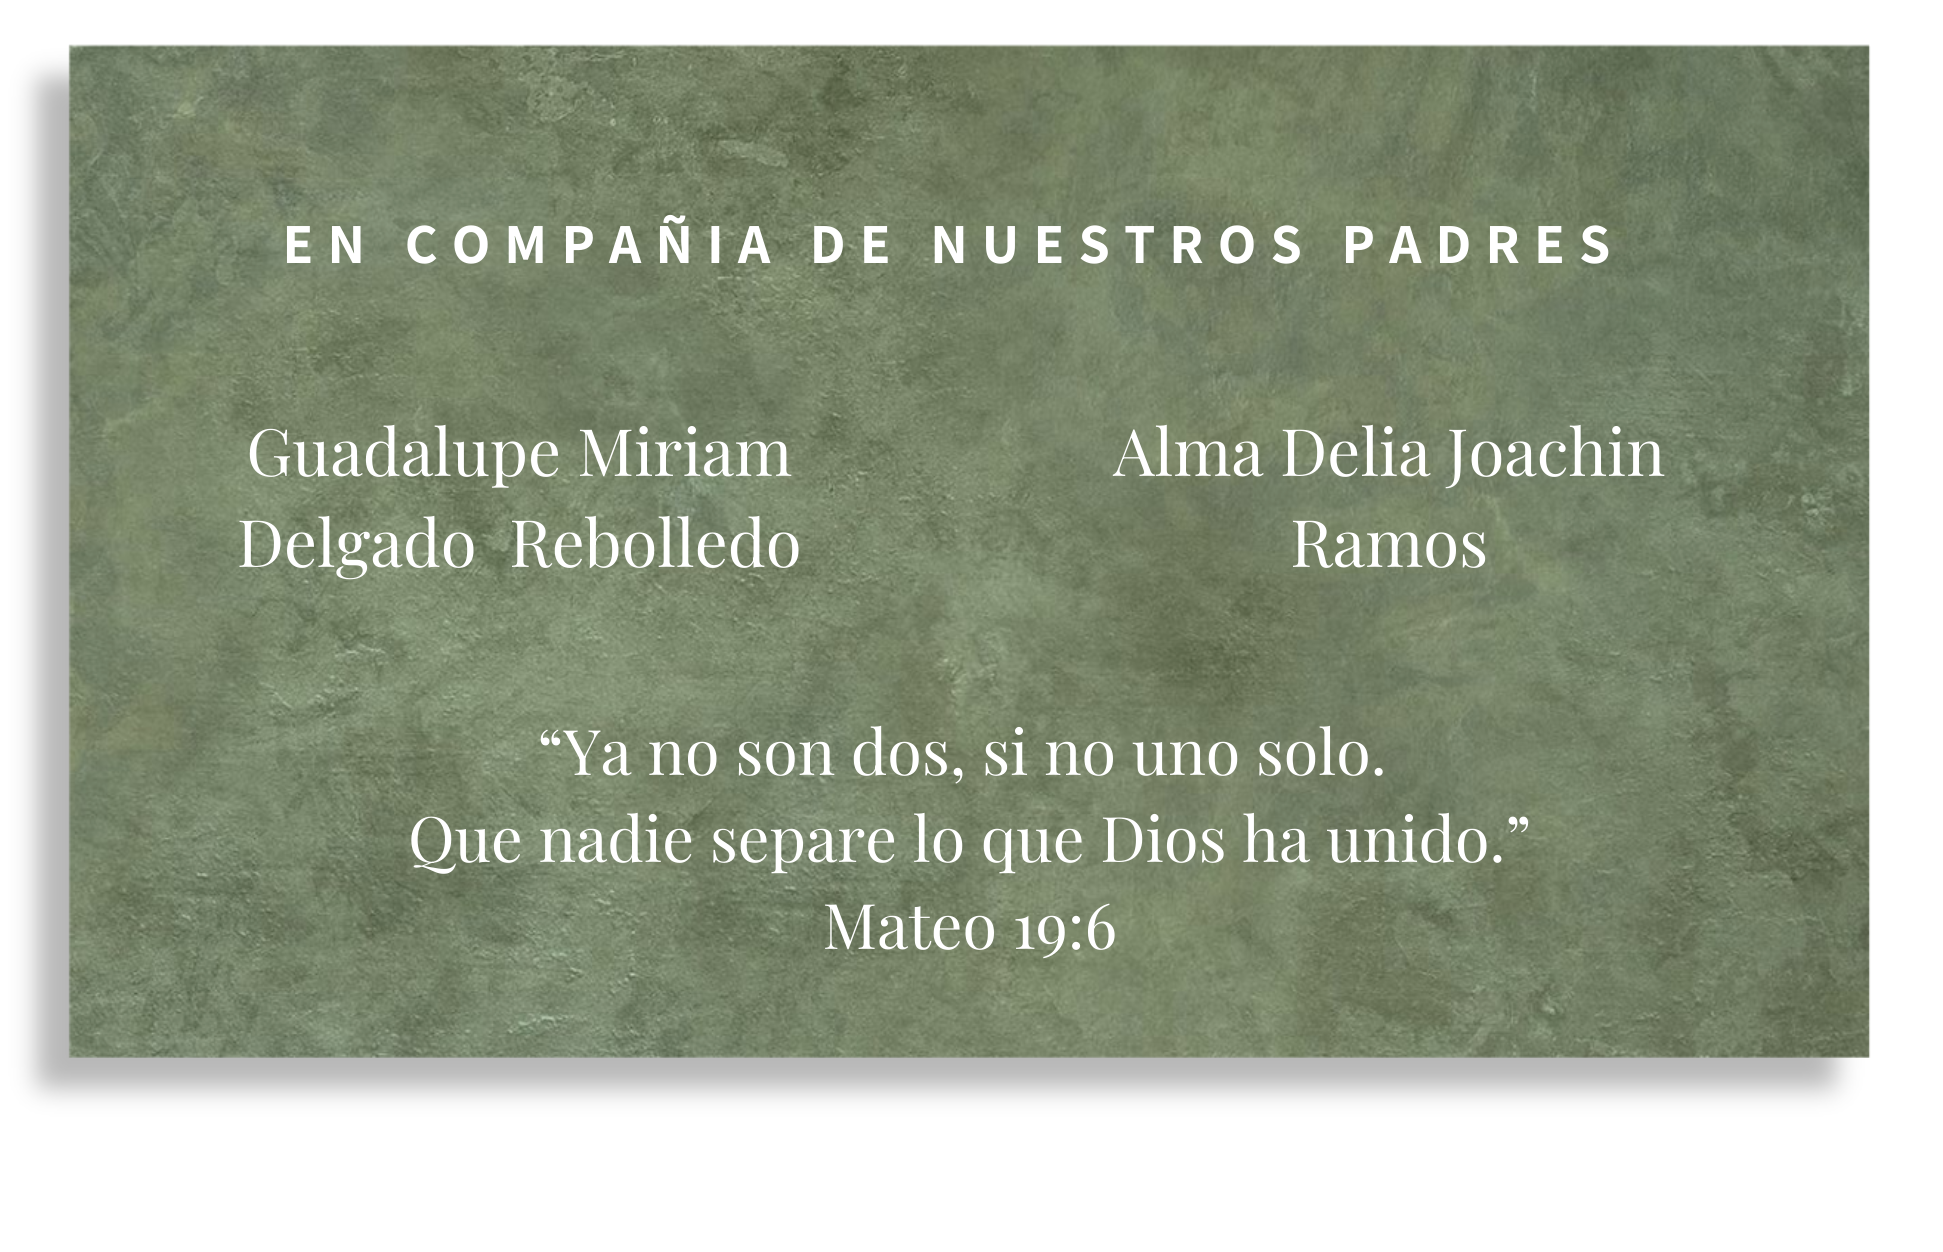 EN COMPAÑIA DE NUESTROS PADRES
Guadalupe Miriam
Delgado  Rebolledo
Alma Delia Joachin
Ramos
“Ya no son dos, si no uno solo.
Que nadie separe lo que Dios ha unido.”
Mateo 19:6